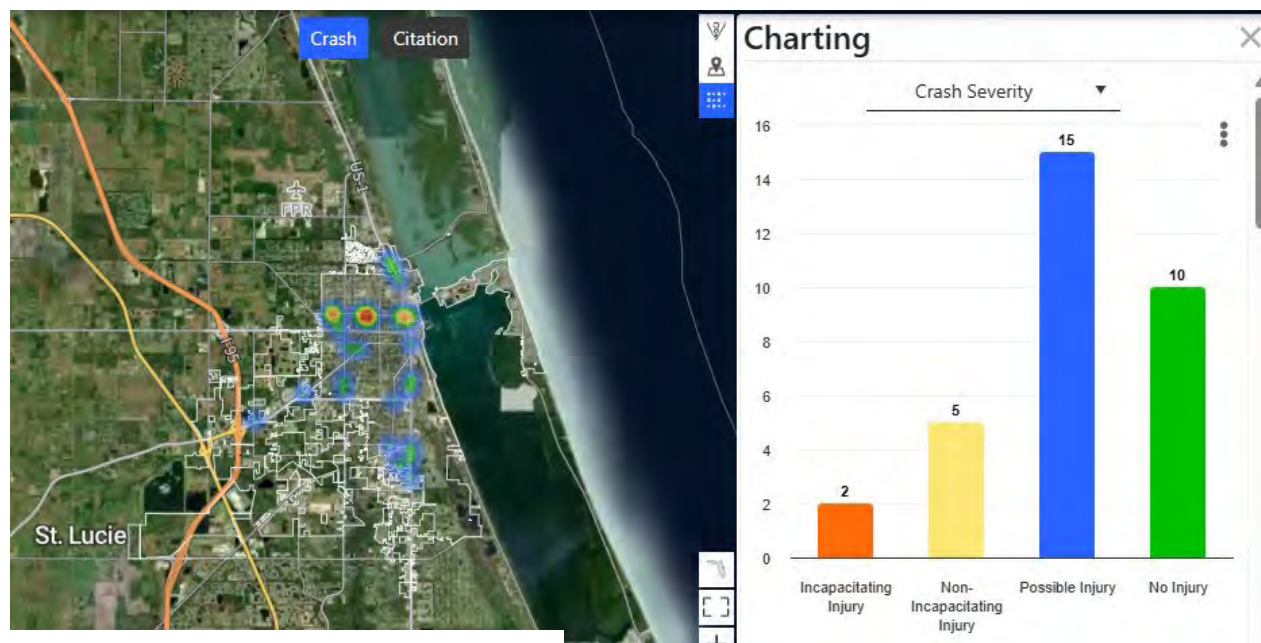 Crash
Citation
US-1
FPR
I-95
St. Lucie
Charting
Crash Severity
16
14
12
10
8
6
4
2
0
2
5
15
10
Incapacitating
Injury
Non-
Incapacitating
Injury
Possible Injury
No Injury